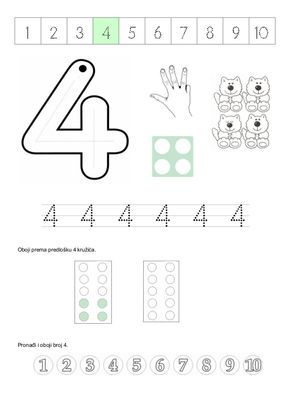 1 2 3 4 5 6 7 8 9 10
4
4 4 4 4 4 4
Oboji prema predlošku 4 kružića.
Pronađi i oboji broj 4.
1 2 3 4 5 6 7 8 9 10